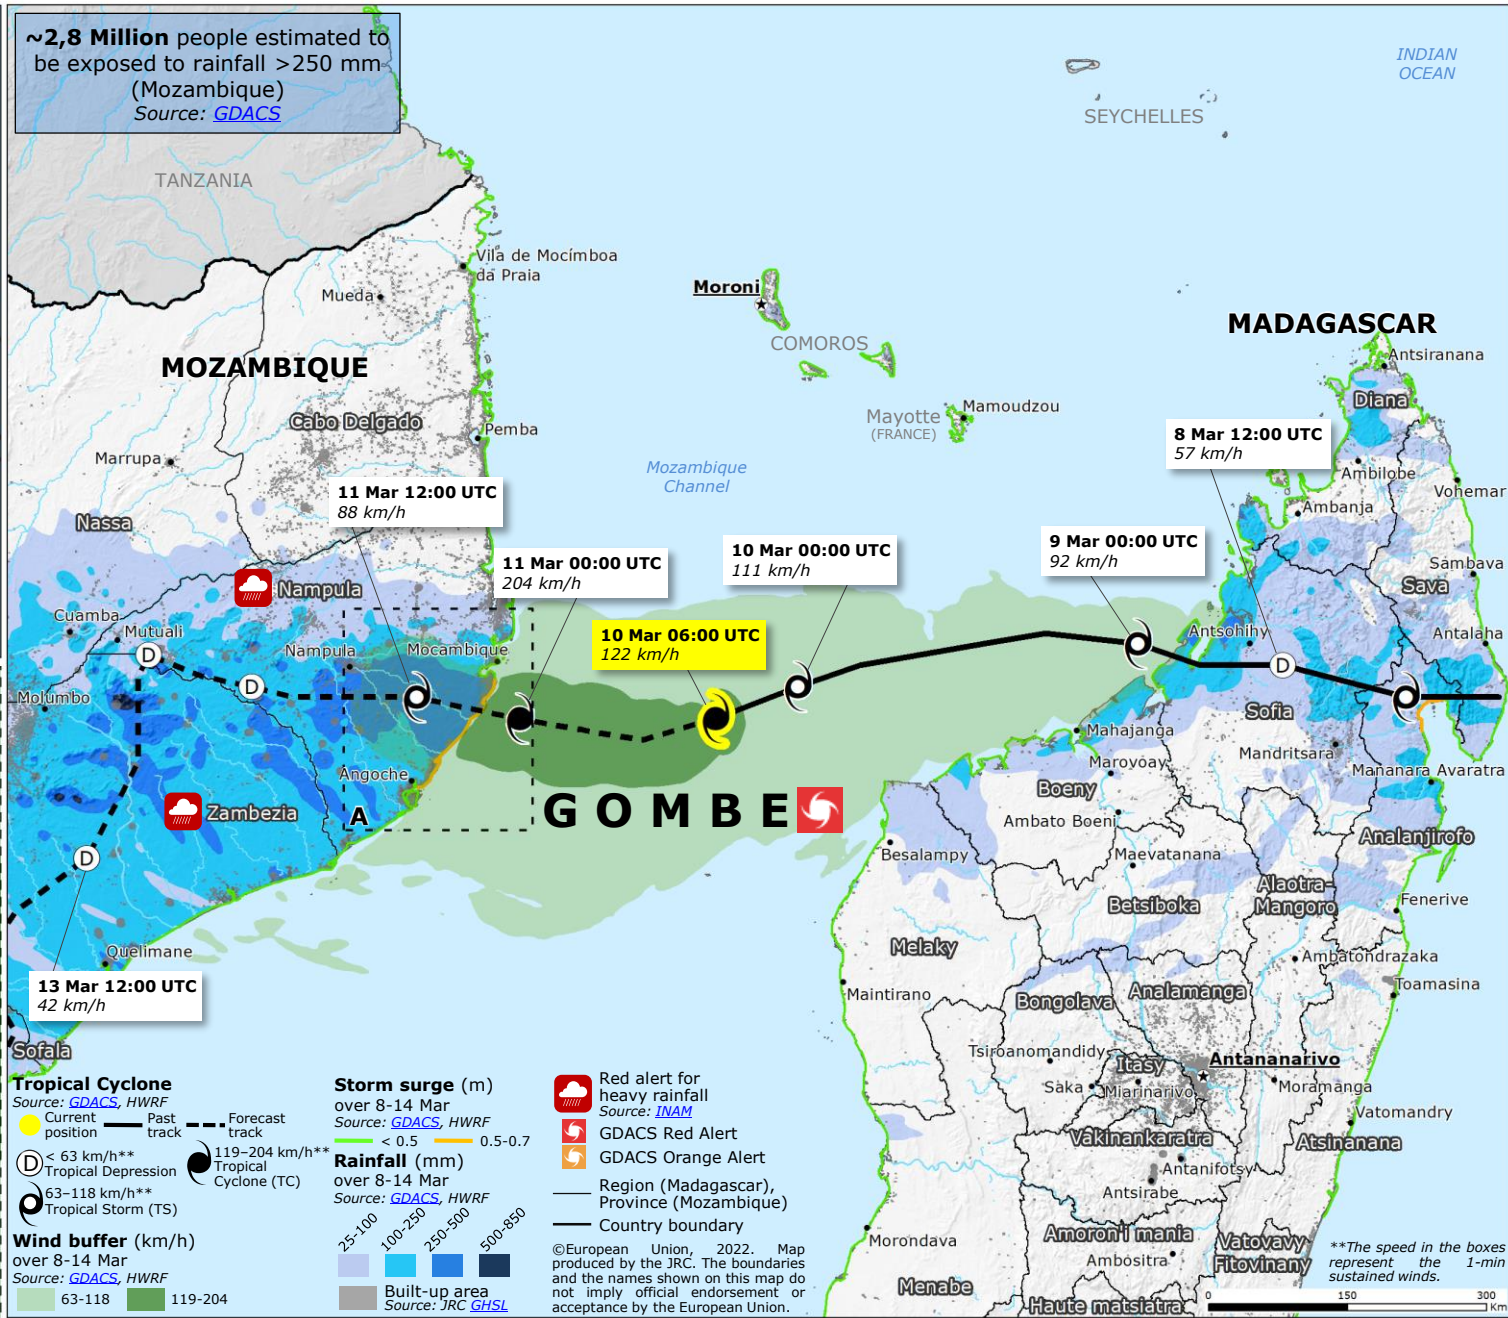 ~2,8 Million people estimated to
be exposed to rainfall >250 mm
(Mozambique)
Source: GDACS
INDIAN
OCEAN
SEYCHELLES
TANZANIA
Vila de Mocímboa
da Praia
Mueda
Moroni
COMOROS
MADAGASCAR
Antsiranana
MOZAMBIQUE
Diana
Cabo Delgado
Pemba
Mayotte
(FRANCE)
Mamoudzou
8 Mar 12:00 UTC
57 km/h
Marrupa
Mozambique
Channel
Ambilobe
Vohemar
11 Mar 12:00 UTC
88 km/h
Ambanja
Nassa
11 Mar 00:00 UTC
204 km/h
10 Mar 00:00 UTC
111 km/h
9 Mar 00:00 UTC
92 km/h
Sambava
Sava
Nampula
Cuamba
Mutuali
10 Mar 06:00 UTC
122 km/h
Antsohihy
Antalaha
Nampula
Mocambique
D
D
D
Molumbo
Sofia
Mahajanga
Mandritsara
Marovoay
Mananara Avaratra
Angoche
Boeny
A
GOMBE
Zambezia
Ambato Boeni
Analanjirofo
Besalampy
Maevatanana
D
Alaotra-
Mangoro
Betsiboka
Fenerive
Melaky
Quelimane
Ambatondrazaka
13 Mar 12:00 UTC
42 km/h
Maintirano
Bongolava
Analamanga
Toamasina
Sofala
Tsiroanomandidy
Itasy
Antananarivo
Saka
Miarinarivo
Moramanga
Vatomandry
Vakinankaratra
Atsinanana
Antanifotsy
Antsirabe
Morondava
Amoron'i mania
Ambositra
Vatovavy
Fitovinany
Menabe
Haute matsiatra
Tropical Cyclone
Source: GDACS, HWRF
Current
position
Past
track
Forecast
track
D
< 63 km/h**
Tropical Depression
119–204 km/h**
Tropical
Cyclone (TC)
63–118 km/h**
Tropical Storm (TS)
Wind buffer (km/h)
over 8-14 Mar
Source: GDACS, HWRF
63-118
119-204
Storm surge (m)
over 8-14 Mar
Source: GDACS, HWRF
< 0.5
0.5-0.7
Rainfall (mm)
over 8-14 Mar
Source: GDACS, HWRF
25-100
100-250
250-500
500-850
Built-up area
Source: JRC GHSL
Red alert for
heavy rainfall
Source: INAM
GDACS Red Alert
GDACS Orange Alert
Region (Madagascar),
Province (Mozambique)
Country boundary
©European Union, 2022. Map
produced by the JRC. The boundaries
and the names shown on this map do
not imply official endorsement or
acceptance by the European Union.
**The speed in the boxes
represent the 1-min
sustained winds.
0
150
300
Km